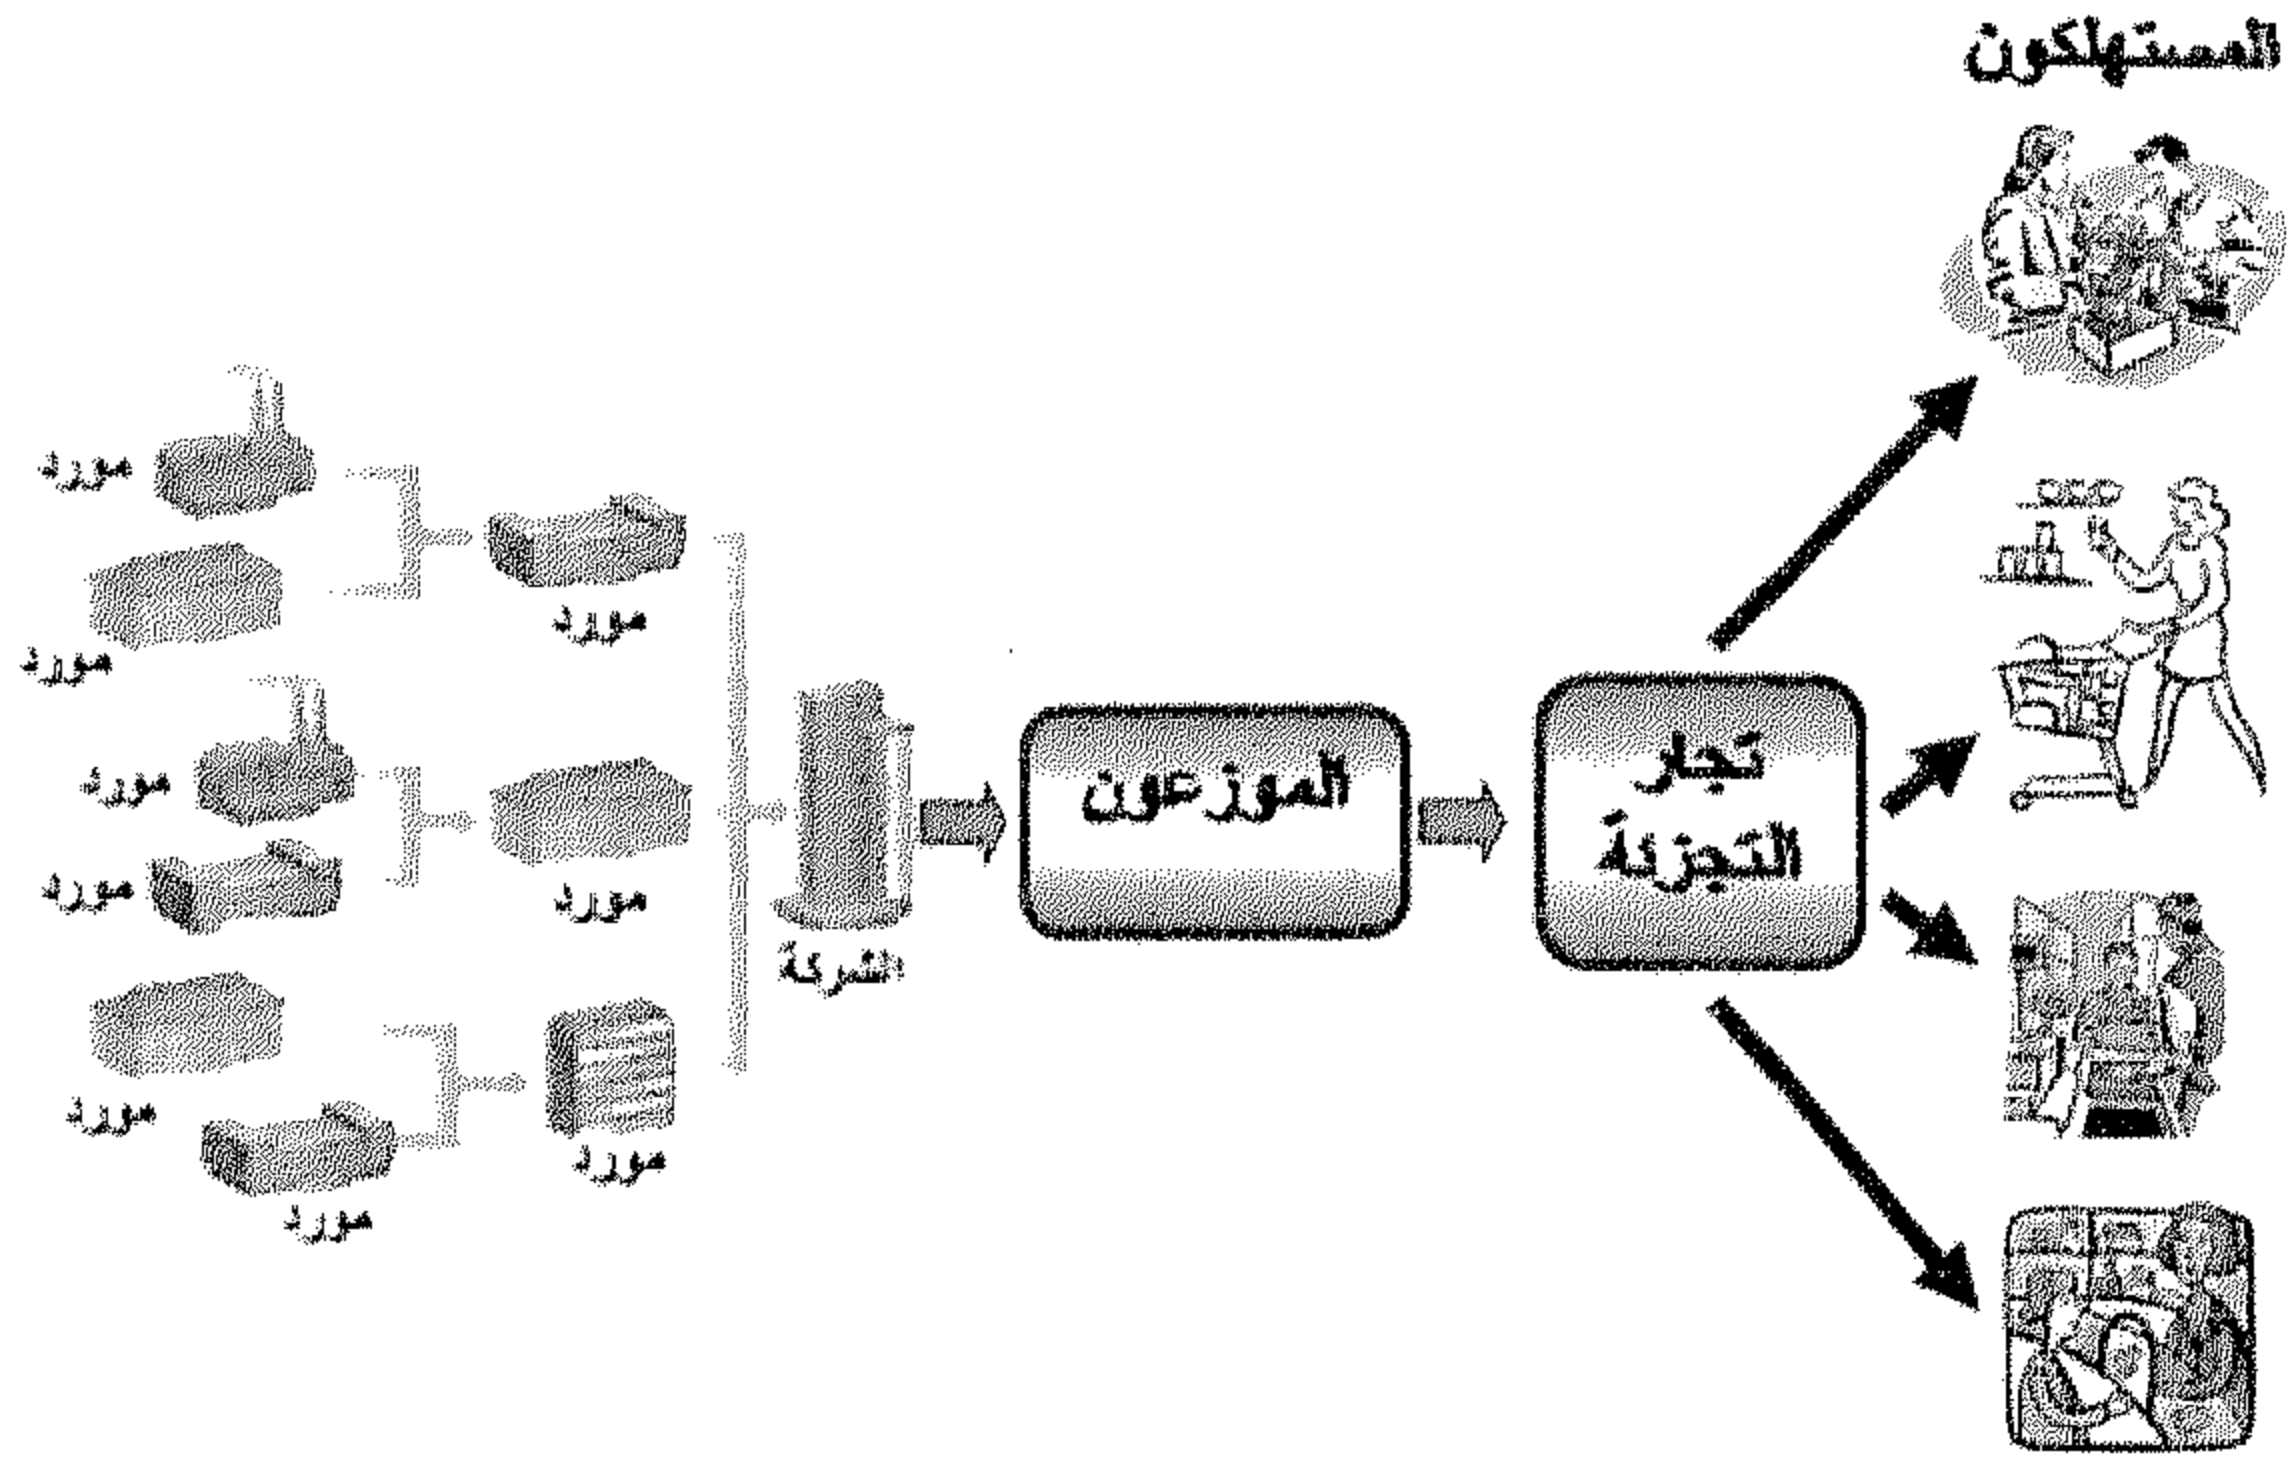 المستهلكون
مورد
مورد
مورد
مورد
مورد
مورد
مورد
مورد
مورد
الشركة
الموزعون
تجار
التجزئة